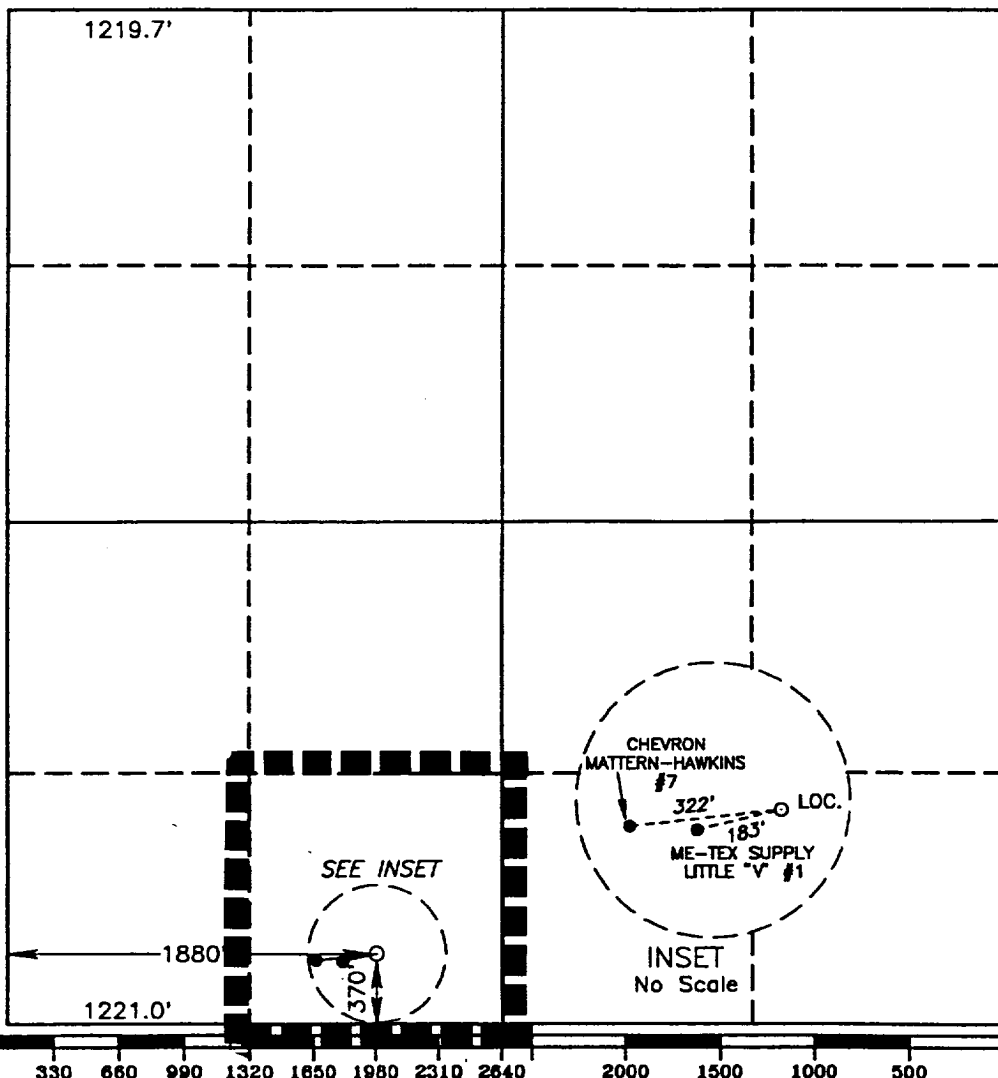 1219.7'
CHEVRON
MATTERN-HAWKINS
#7
322'
LOC.
183'
ME-TEX SUPPLY
LITTLE "V" #1
SEE INSET
1880'
370'
INSET
No Scale
1221.0'
330 660 990 1320 1650 1980 2310 2640 2000 1500 1000 500